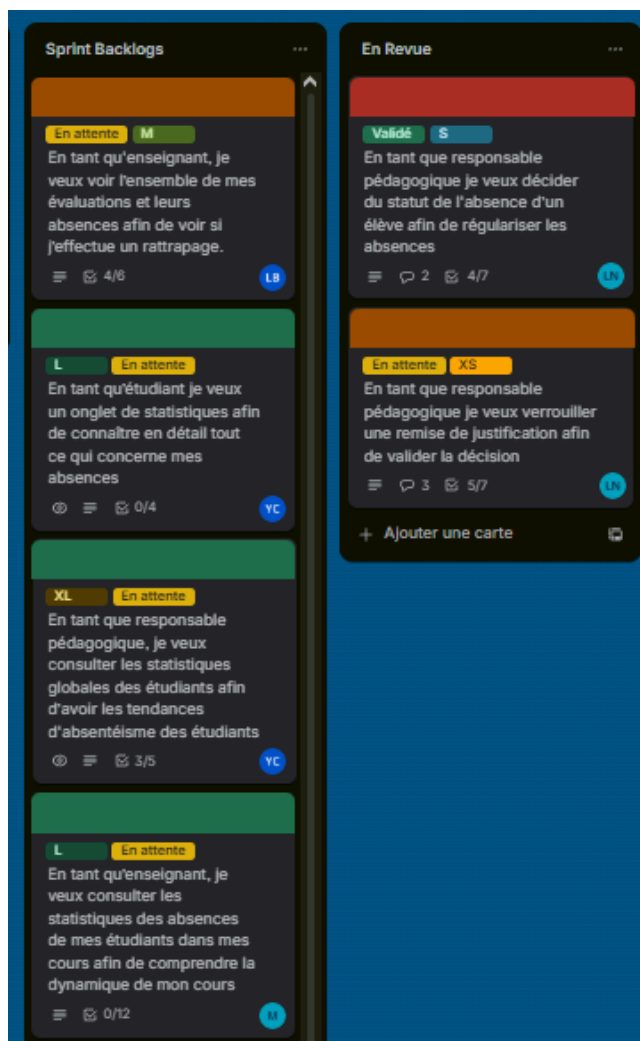 Sprint Backlogs
En attente M
En tant qu'enseignant, je
veux voir l'ensemble de mes
évaluations et leurs
absences afin de voir si
j'effectue un rattrapage.
4/6 LB
L En attente
En tant qu'étudiant je veux
un onglet de statistiques afin
de connaître en détail tout
ce qui concerne mes
absences
0/4 YC
XL En attente
En tant que responsable
pédagogique, je veux
consulter les statistiques
globales des étudiants afin
d'avoir les tendances
d'absentéisme des étudiants
3/5 YC
L En attente
En tant qu'enseignant, je
veux consulter les
statistiques des absences
de mes étudiants dans mes
cours afin de comprendre la
dynamique de mon cours
0/12 M
En Revue
Validé S
En tant que responsable
pédagogique je veux décider
du statut de l'absence d'un
élève afin de régulariser les
absences
2 4/7 LN
En attente XS
En tant que responsable
pédagogique je veux verrouiller
une remise de justification afin
de valider la décision
3 5/7 LN
+ Ajouter une carte